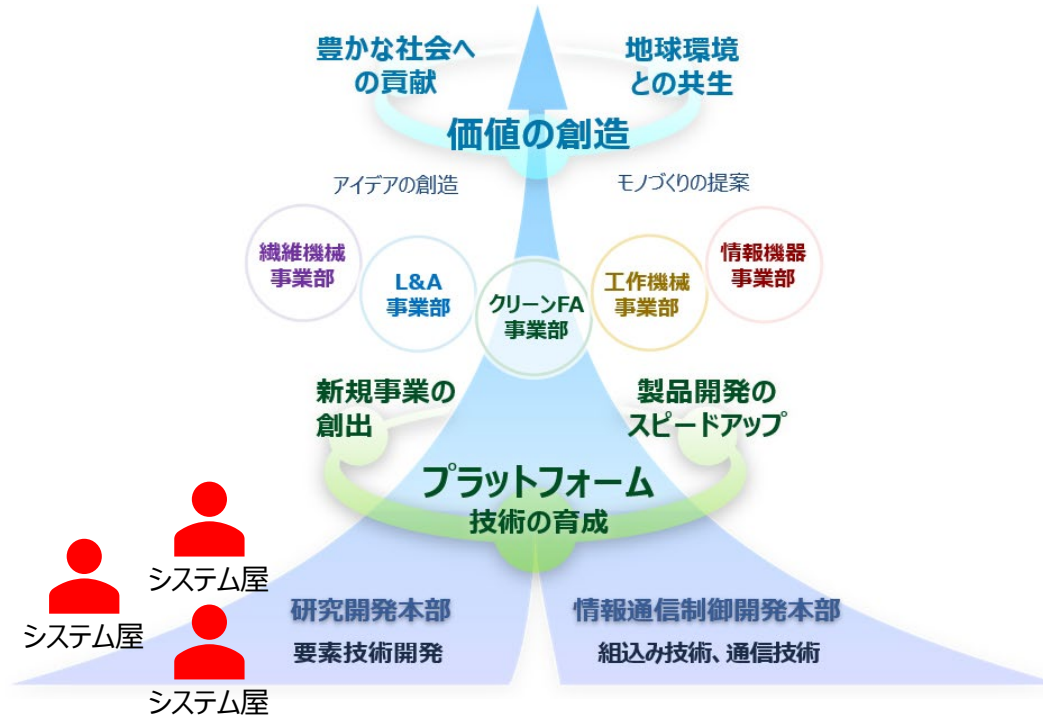 豊かな社会へ
の貢献
地球環境
との共生
価値の創造
アイデアの創造
モノづくりの提案
繊維機械
事業部
L&A
事業部
クリーンFA
事業部
工作機械
事業部
情報機器
事業部
新規事業の
創出
製品開発の
スピードアップ
プラットフォーム
技術の育成
システム屋
システム屋
システム屋
研究開発本部
要素技術開発
情報通信制御開発本部
組込み技術、通信技術